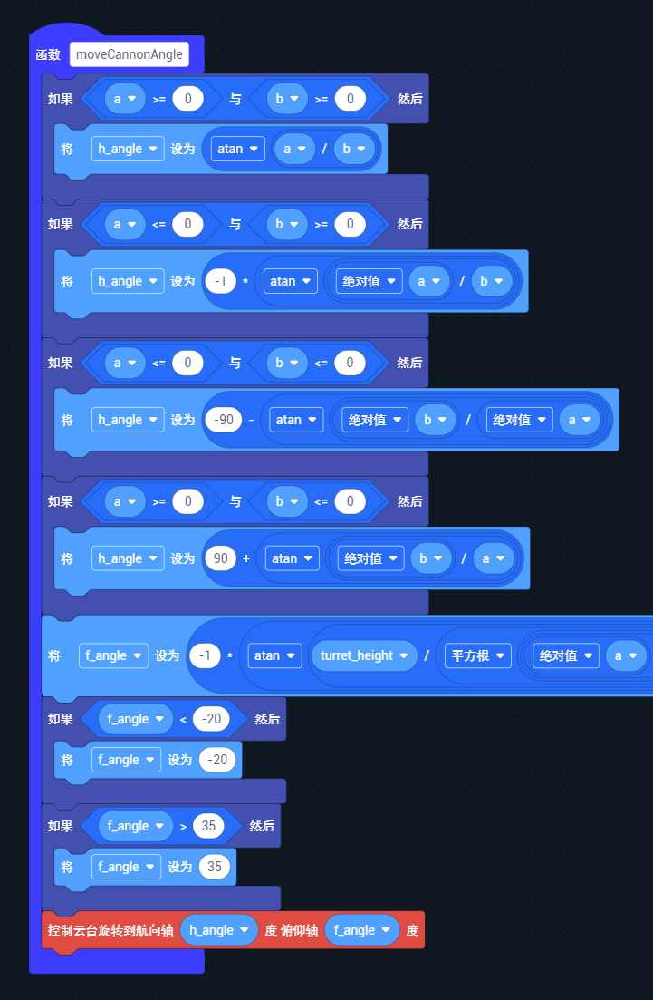 函数 moveCannonAngle
如果 a >= 0 与 b >= 0 然后
将 h_angle 设为 atan a / b
如果 a <= 0 与 b >= 0 然后
将 h_angle 设为 -1 * atan 绝对值 a / b
如果 a <= 0 与 b <= 0 然后
将 h_angle 设为 -90 - atan 绝对值 b / 绝对值 a
如果 a >= 0 与 b <= 0 然后
将 h_angle 设为 90 + atan 绝对值 b / a
将 f_angle 设为 -1 * atan turret_height / 平方根 绝对值 a
如果 f_angle < -20 然后
将 f_angle 设为 -20
如果 f_angle > 35 然后
将 f_angle 设为 35
控制云台旋转到航向轴 h_angle 度 俯仰轴 f_angle 度